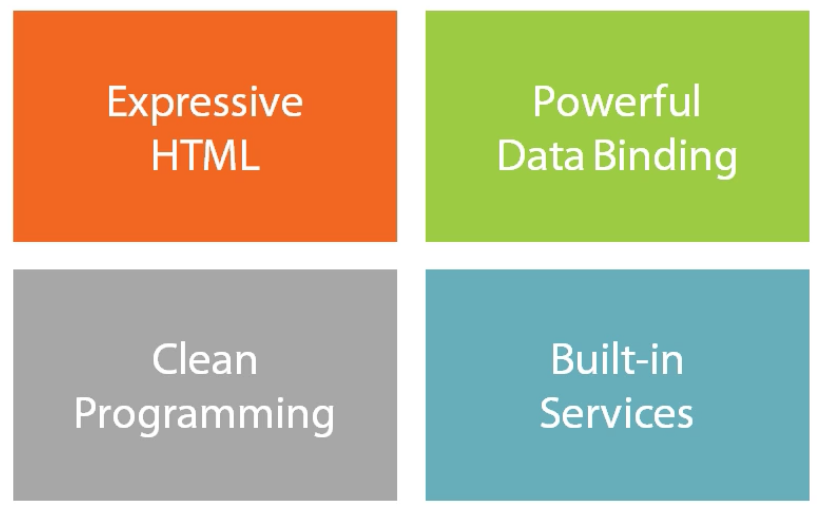 Expressive
HTML
Powerful
Data Binding
Clean
Programming
Built-in
Services